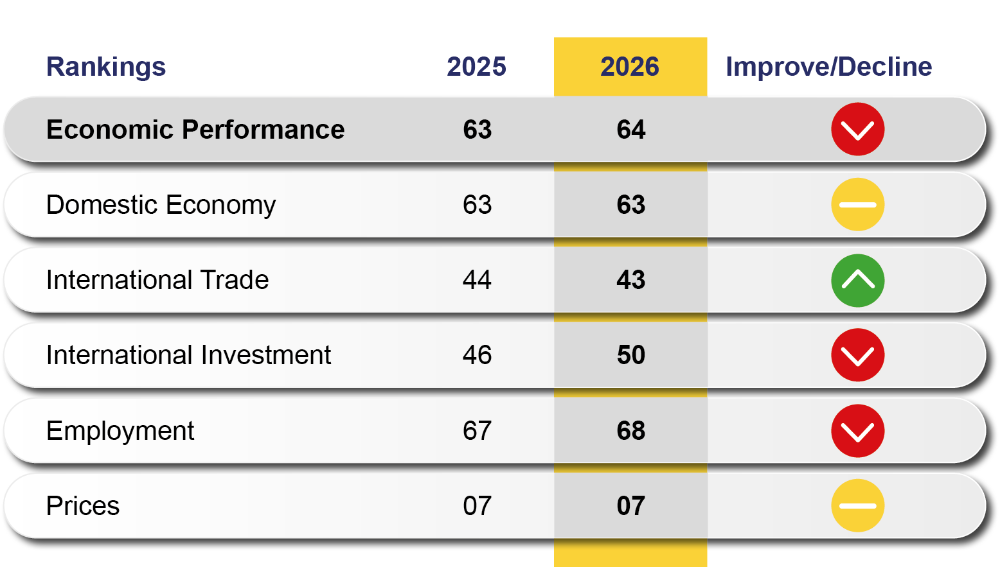 Rankings 2025 2026 Improve/Decline
Economic Performance 63 64
Domestic Economy 63 63
International Trade 44 43
International Investment 46 50
Employment 67 68
Prices 07 07